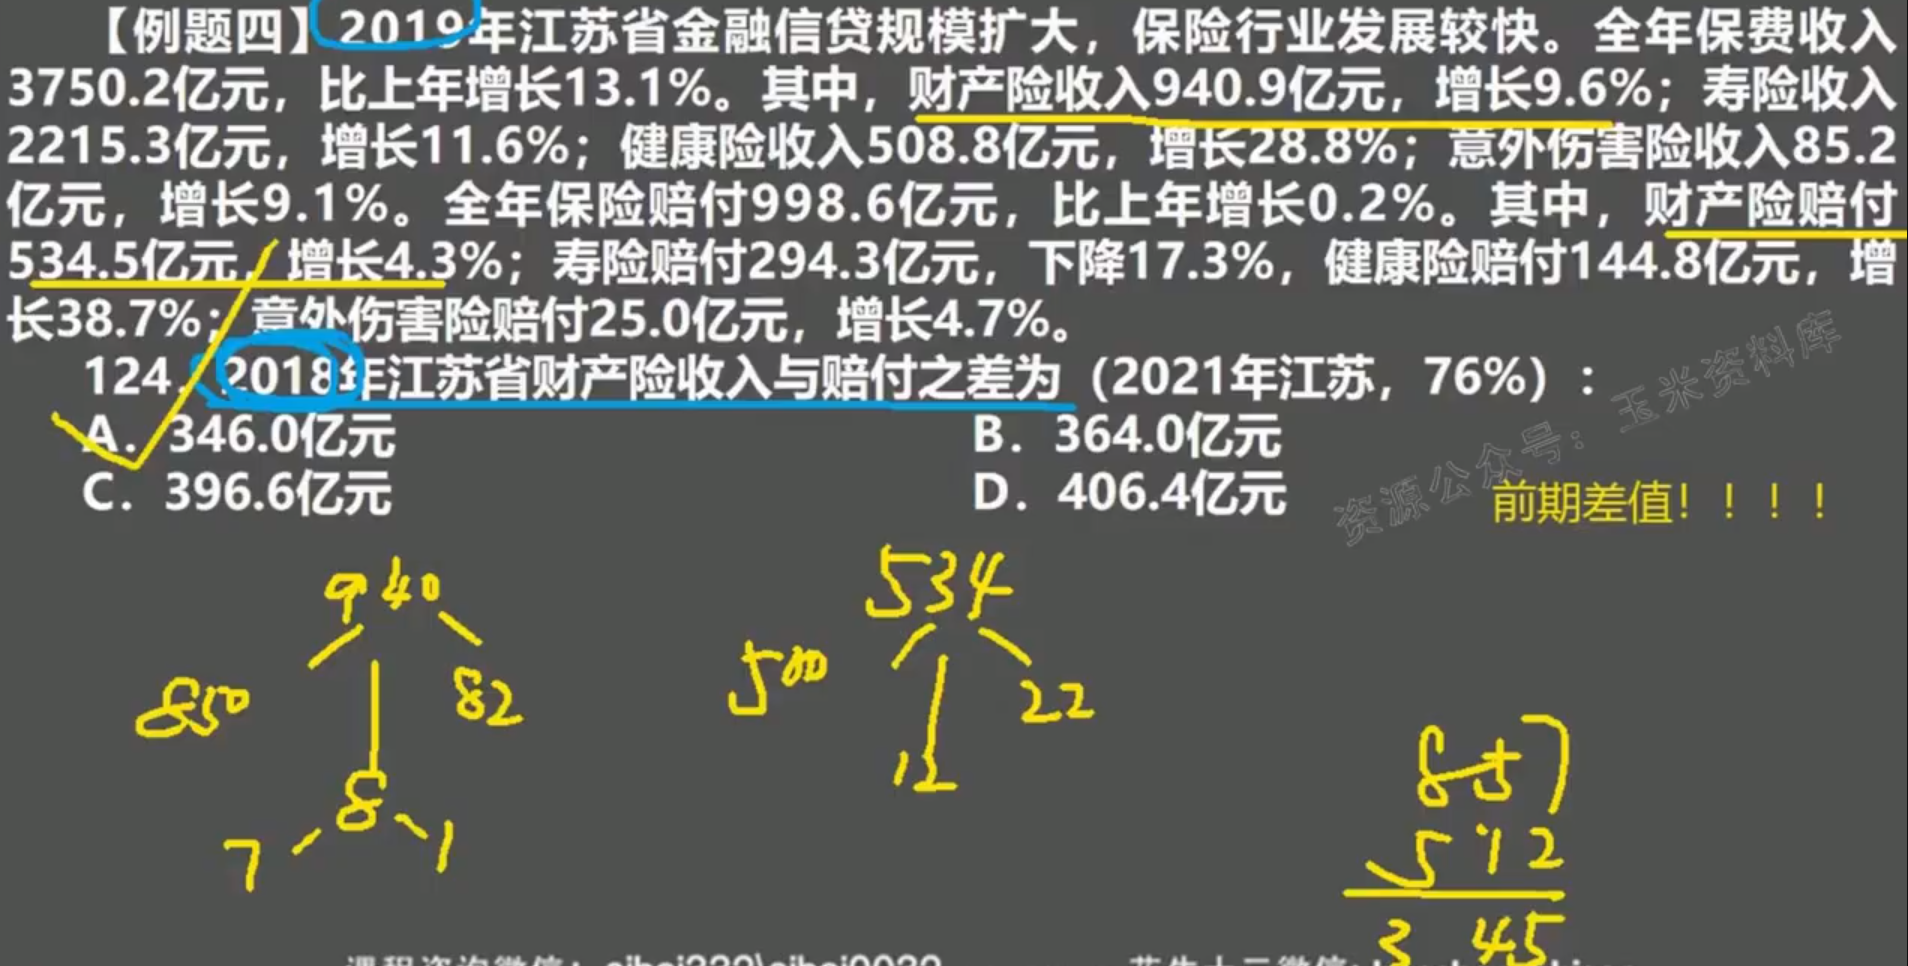 【例题四】2019年江苏省金融信贷规模扩大，保险行业发展较快。全年保费收入
3750.2亿元，比上年增长13.1%。其中，财产险收入940.9亿元，增长9.6%；寿险收入
2215.3亿元，增长11.6%；健康险收入508.8亿元，增长28.8%；意外伤害险收入85.2
亿元，增长9.1%。全年保险赔付998.6亿元，比上年增长0.2%。其中，财产险赔付
534.5亿元，增长4.3%；寿险赔付294.3亿元，下降17.3%，健康险赔付144.8亿元，增
长38.7%；意外伤害险赔付25.0亿元，增长4.7%。
124．2018年江苏省财产险收入与赔付之差为（2021年江苏，76%）：
A．346.0亿元 B．364.0亿元
C．396.6亿元 D．406.4亿元
资源公众号：玉米资料库
前期差值！！！！
940 534
850 82 500 22
8 12
7 1
857
512
345